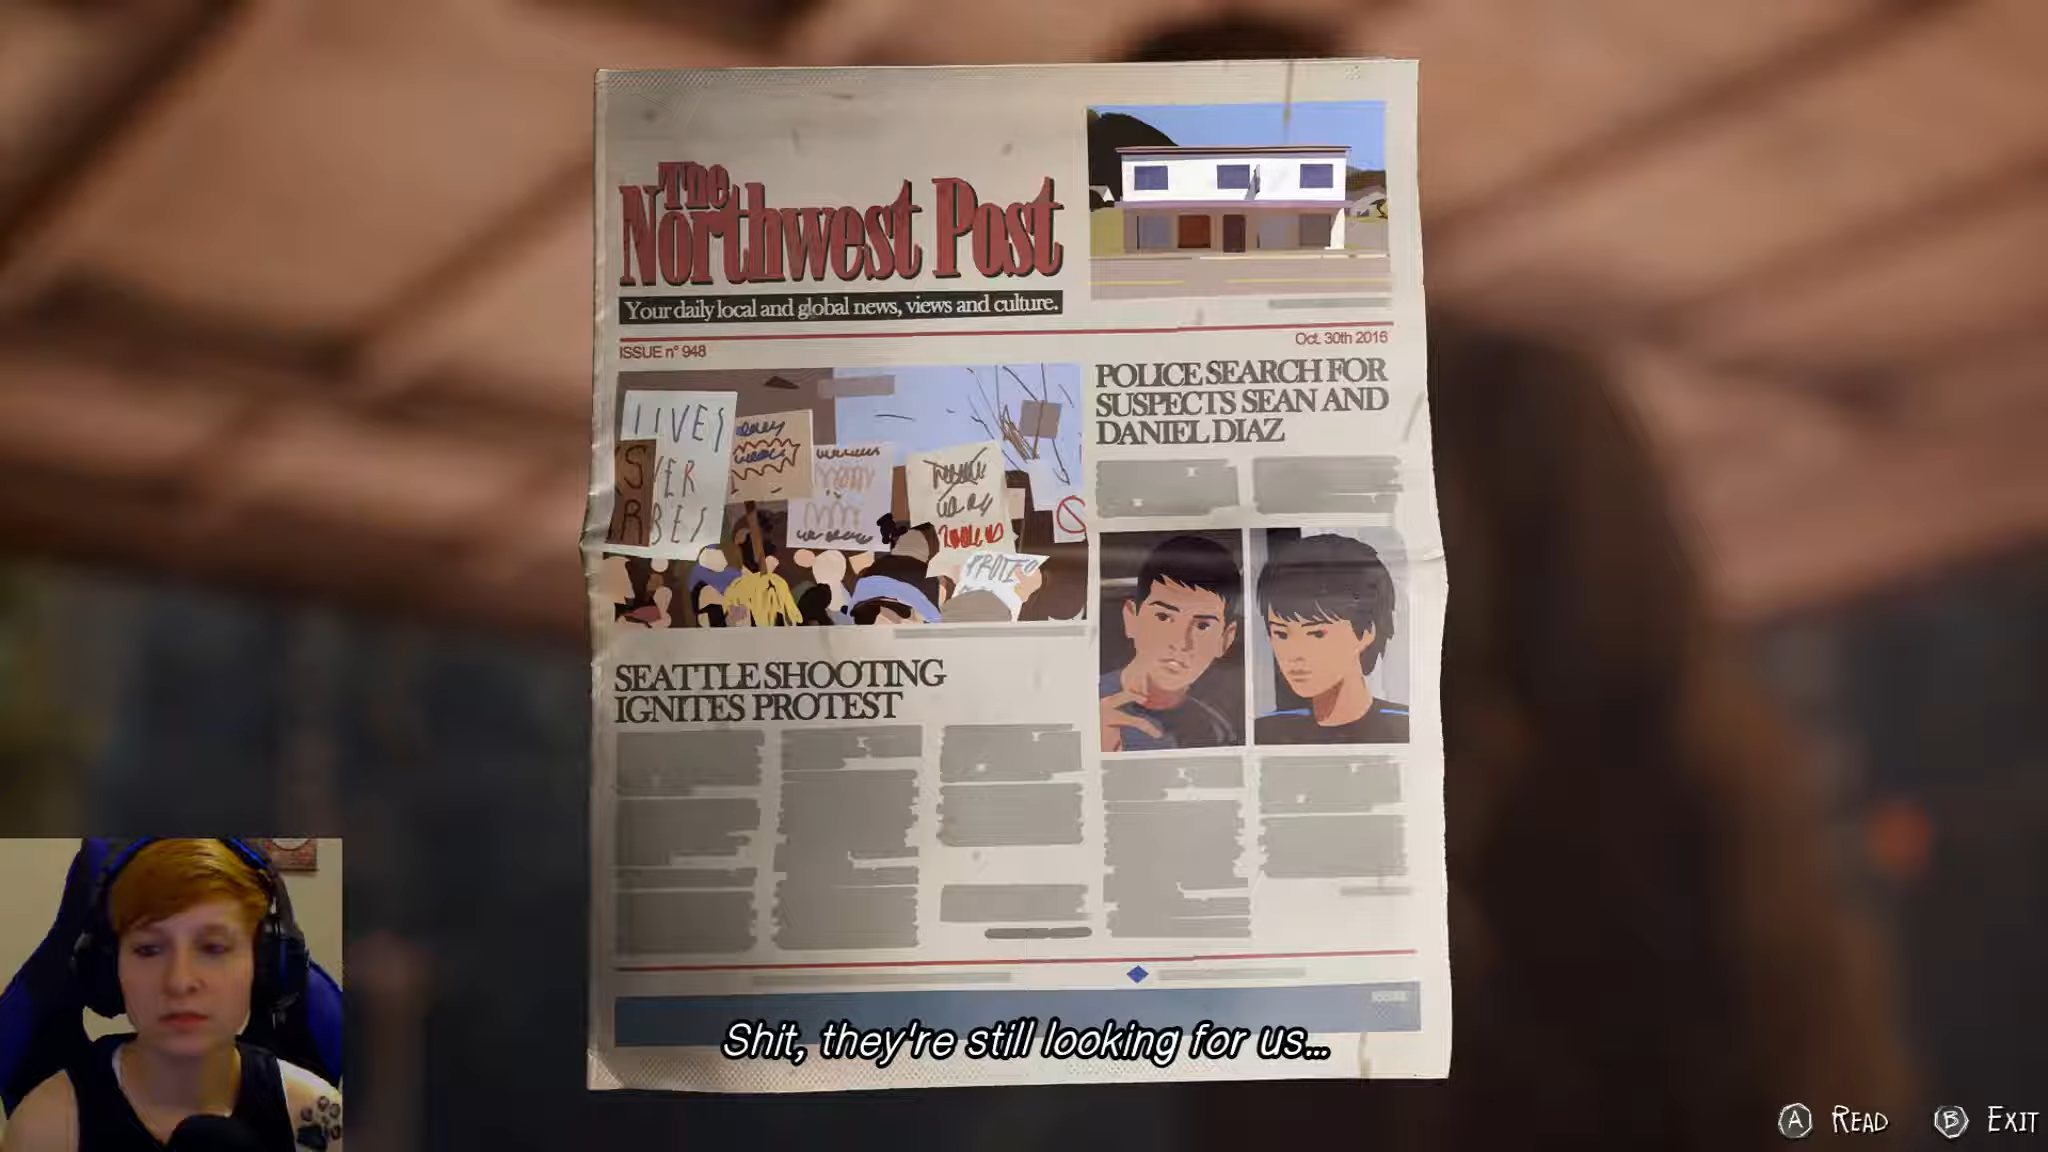 The
Northwest Post
Your daily local and global news, views and culture.
ISSUE n° 948
Oct. 30th 2016
LIVES
PROTE
POLICE SEARCH FOR
SUSPECTS SEAN AND
DANIEL DIAZ
SEATTLE SHOOTING
IGNITES PROTEST
Shit, they're still looking for us...
A READ
B EXIT